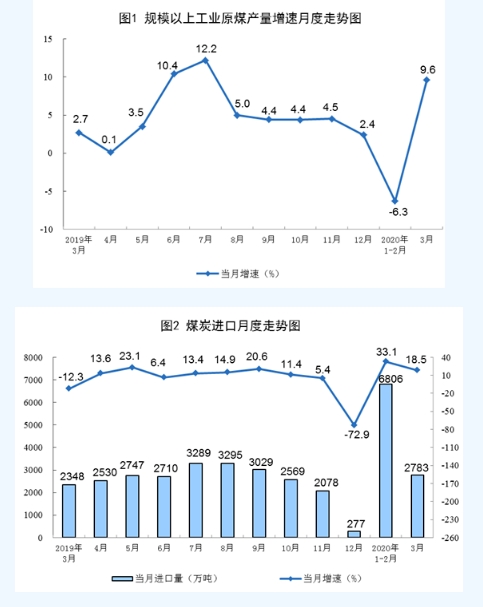 图1 规模以上工业原煤产量增速月度走势图
15
10
5
0
-5
-10
2.7
0.1
3.5
10.4
12.2
5.0
4.4
4.4
4.5
2.4
-6.3
9.6
2019年
3月
4月
5月
6月
7月
8月
9月
10月
11月
12月
2020年
1-2月
3月
当月增速（%）
图2 煤炭进口月度走势图
8000
7000
6000
5000
4000
3000
2000
1000
0
-12.3
13.6
23.1
6.4
13.4
14.9
20.6
11.4
5.4
-72.9
33.1
18.5
2348
2530
2747
2710
3289
3295
3029
2569
2078
277
6806
2783
40
10
-20
-50
-80
-110
-140
-170
-200
-230
-260
2019年
3月
4月
5月
6月
7月
8月
9月
10月
11月
12月
2020年
1-2月
3月
当月进口量（万吨）
当月增速（%）